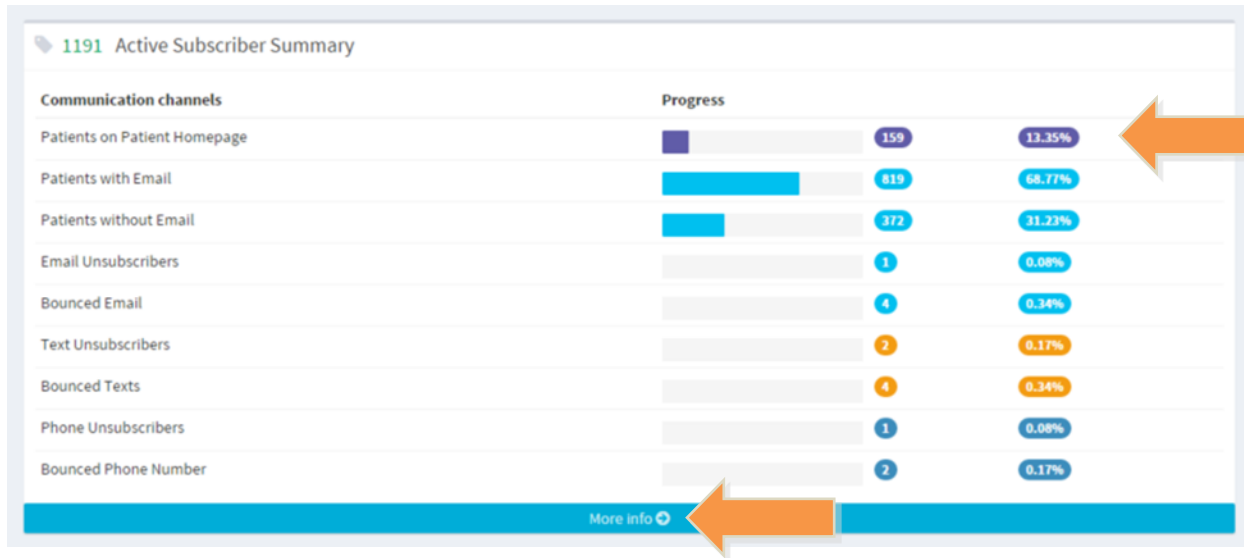 1191 Active Subscriber Summary
Communication channels Progress
Patients on Patient Homepage 159 13.35%
Patients with Email 819 68.77%
Patients without Email 372 31.23%
Email Unsubscribers 1 0.08%
Bounced Email 4 0.34%
Text Unsubscribers 2 0.17%
Bounced Texts 4 0.34%
Phone Unsubscribers 1 0.08%
Bounced Phone Number 2 0.17%
More info